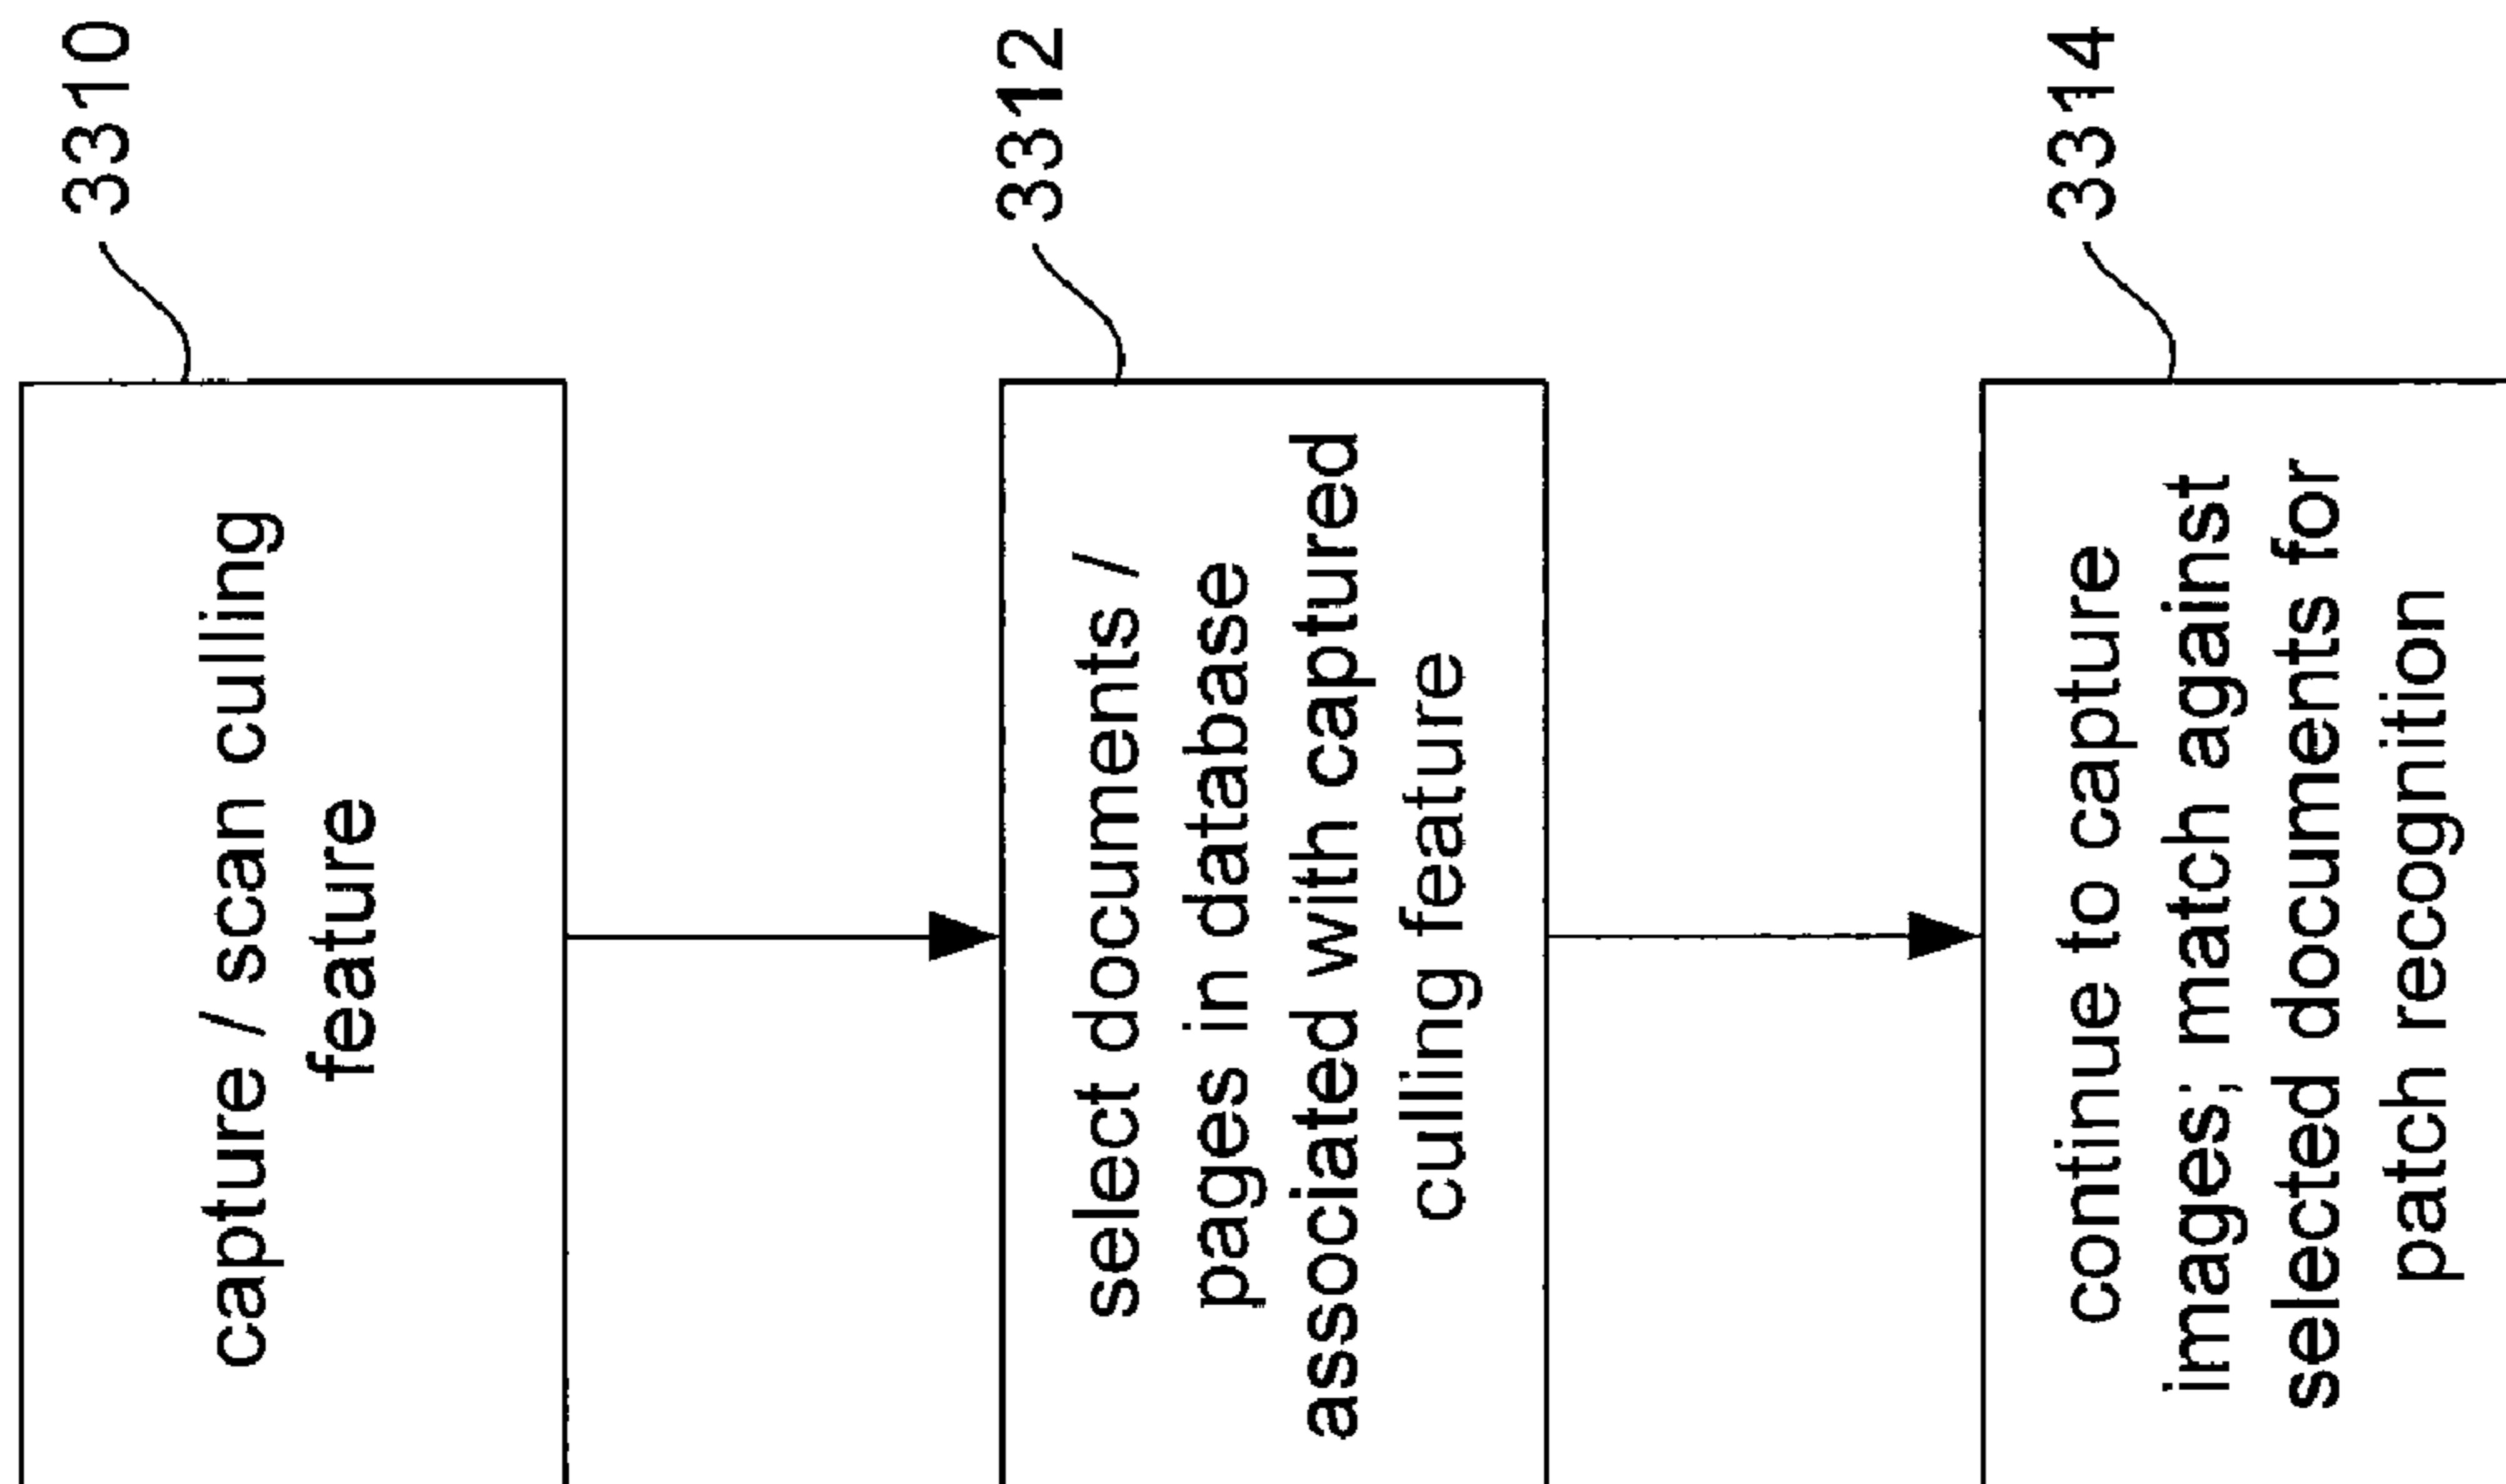 3310
capture / scan culling
feature
3312
select documents /
pages in database
associated with captured
culling feature
3314
continue to capture
images; match against
selected documents for
patch recognition